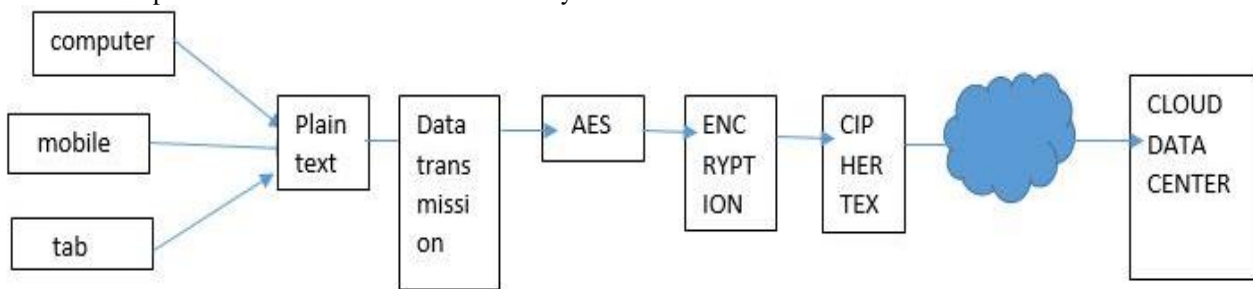 computer
mobile
tab
Plain
text
Data
trans
missi
on
AES
ENC
RYPT
ION
CIP
HER
TEX
CLOUD
DATA
CENTER